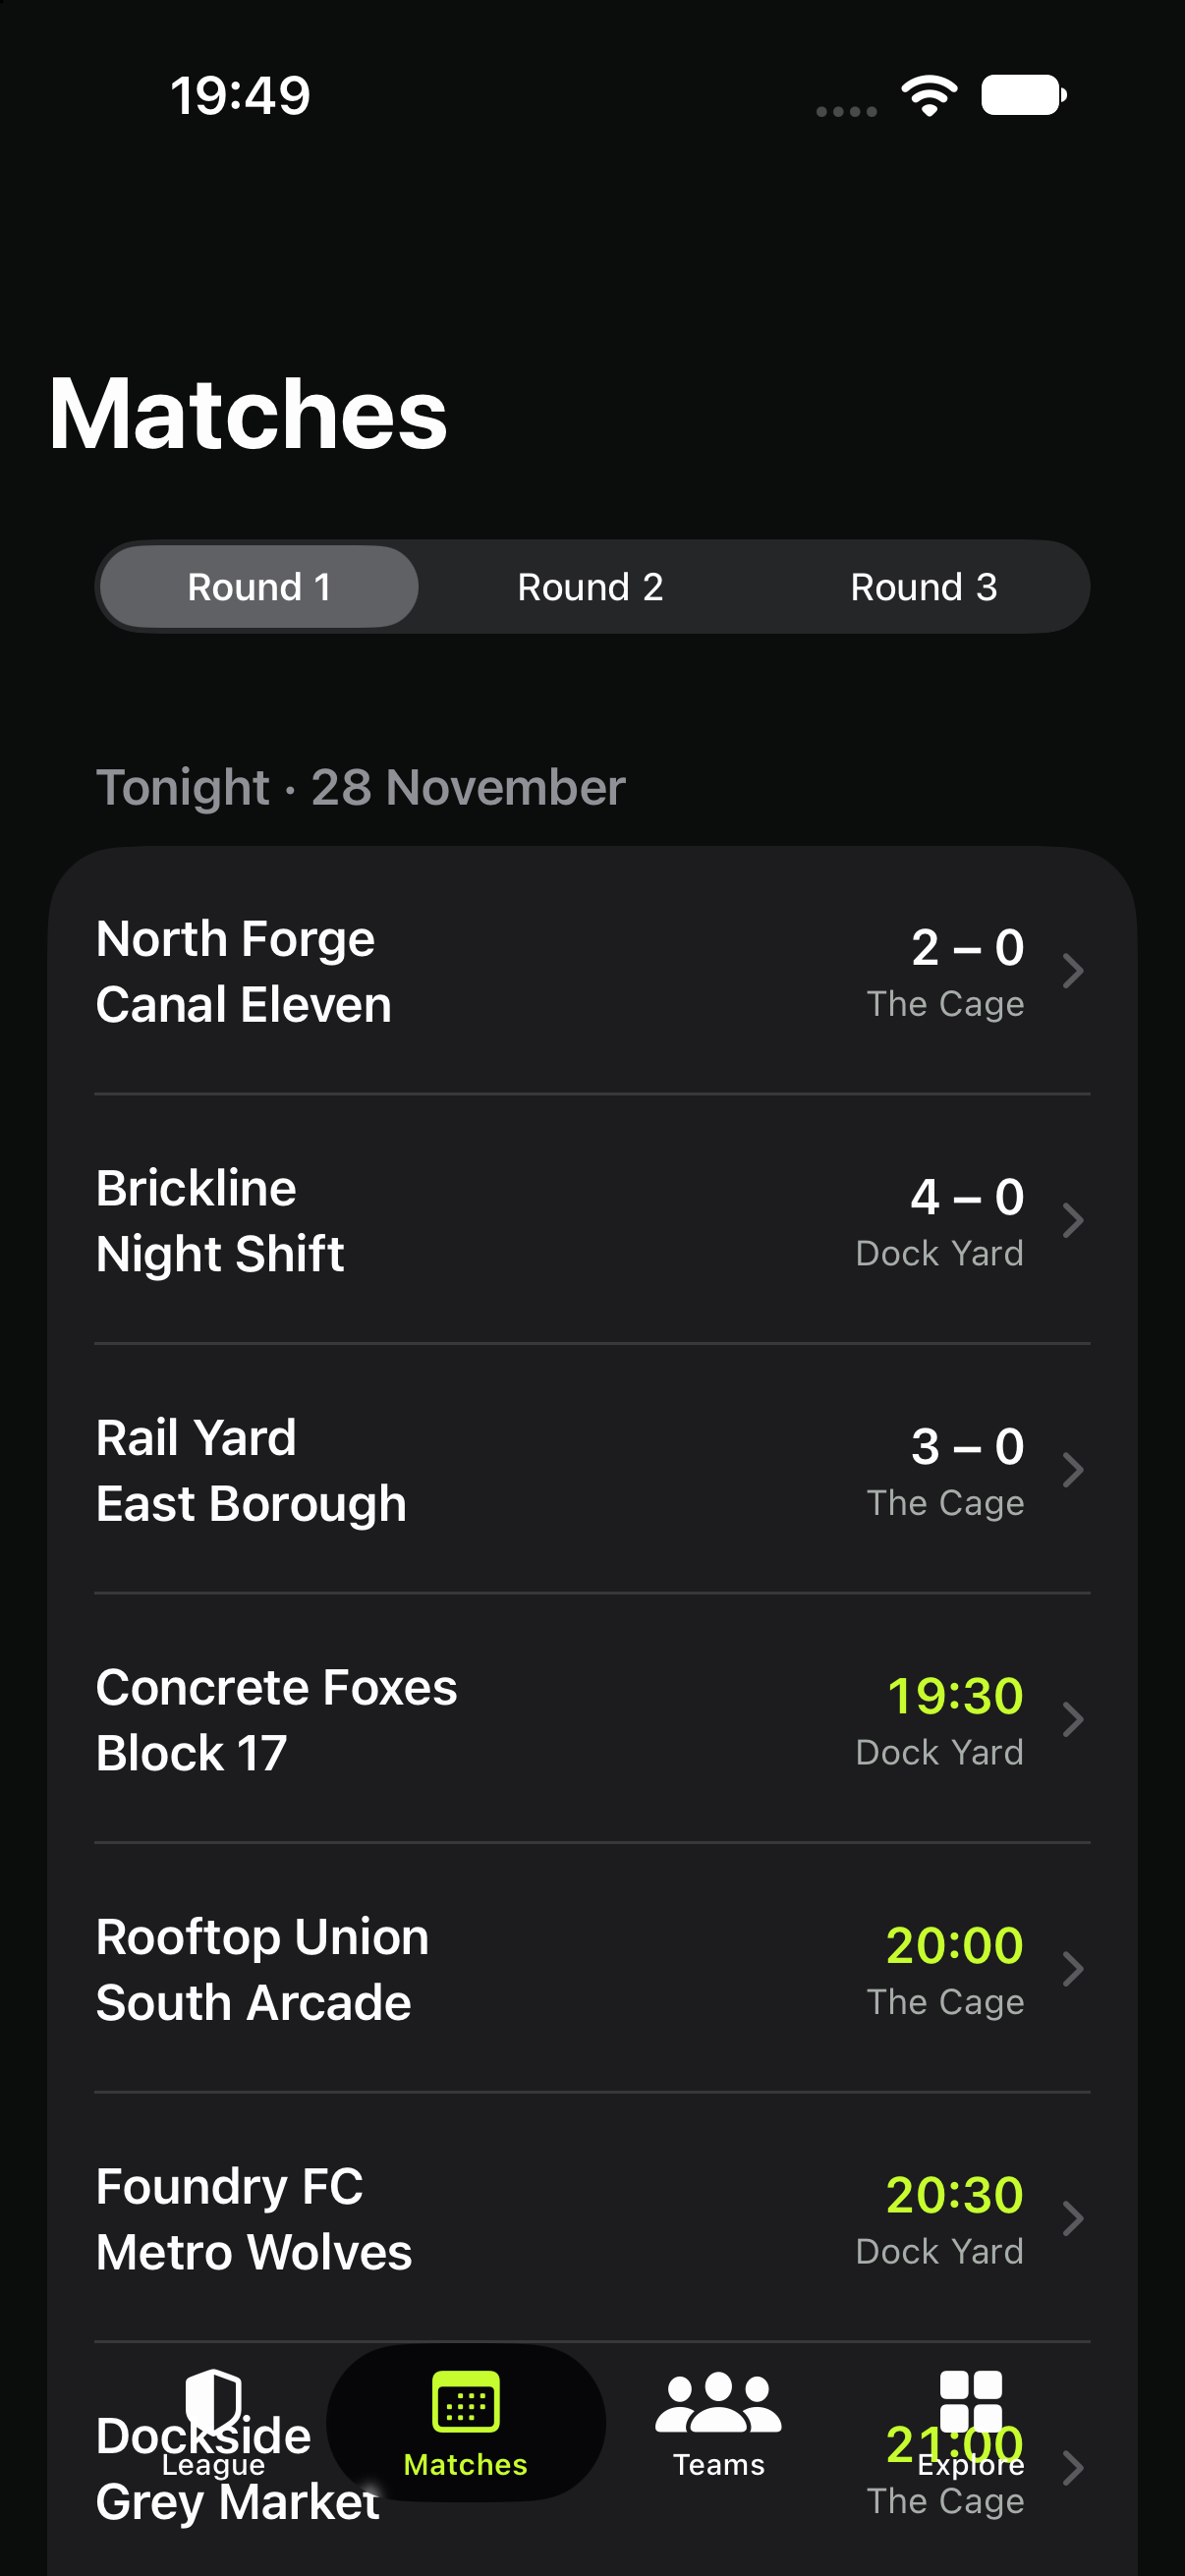 19:49
Matches
Round 1
Round 2
Round 3
Tonight · 28 November
North Forge
Canal Eleven
2 – 0
The Cage
Brickline
Night Shift
4 – 0
Dock Yard
Rail Yard
East Borough
3 – 0
The Cage
Concrete Foxes
Block 17
19:30
Dock Yard
Rooftop Union
South Arcade
20:00
The Cage
Foundry FC
Metro Wolves
20:30
Dock Yard
Dockside
Grey Market
21:00
The Cage
League
Matches
Teams
Explore